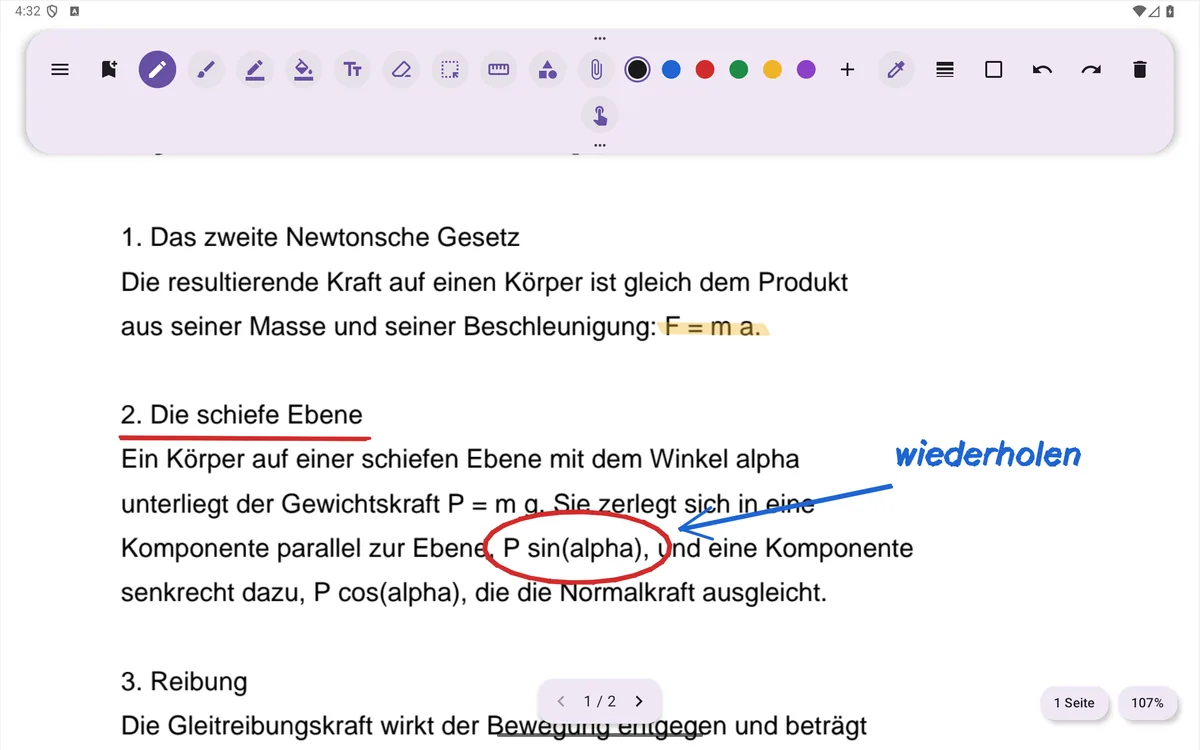 4:32
Tт
1. Das zweite Newtonsche Gesetz
Die resultierende Kraft auf einen Körper ist gleich dem Produkt
aus seiner Masse und seiner Beschleunigung: F = m a.
2. Die schiefe Ebene
Ein Körper auf einer schiefen Ebene mit dem Winkel alpha
wiederholen
unterliegt der Gewichtskraft P = m g. Sie zerlegt sich in eine
Komponente parallel zur Ebene, P sin(alpha), und eine Komponente
senkrecht dazu, P cos(alpha), die die Normalkraft ausgleicht.
3. Reibung
Die Gleitreibungskraft wirkt der Bewegung entgegen und beträgt
1 / 2
1 Seite
107%